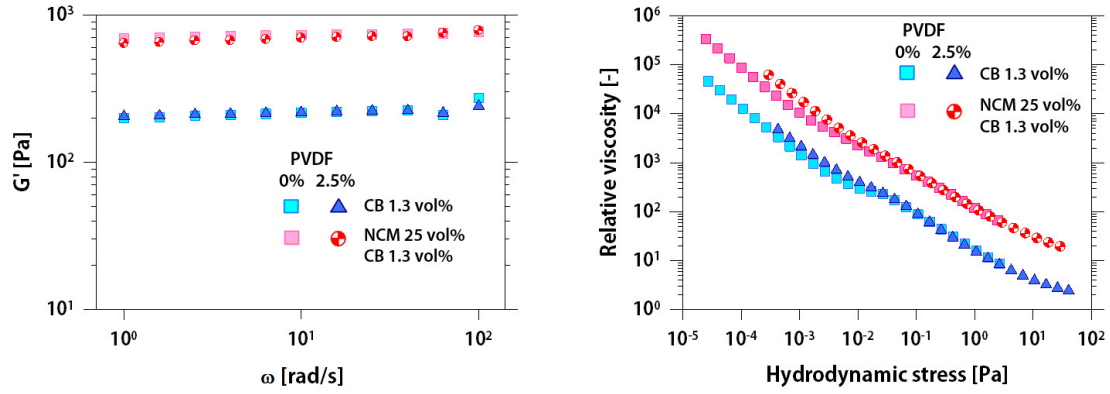 10³
10²
10¹
G' [Pa]
PVDF
0% 2.5%
CB 1.3 vol%
NCM 25 vol%
CB 1.3 vol%
10⁰ 10¹ 10²
ω [rad/s]
10⁶
10⁵
10⁴
10³
10²
10¹
10⁰
Relative viscosity [-]
PVDF
0% 2.5%
CB 1.3 vol%
NCM 25 vol%
CB 1.3 vol%
10⁻⁵ 10⁻⁴ 10⁻³ 10⁻² 10⁻¹ 10⁰ 10¹ 10²
Hydrodynamic stress [Pa]